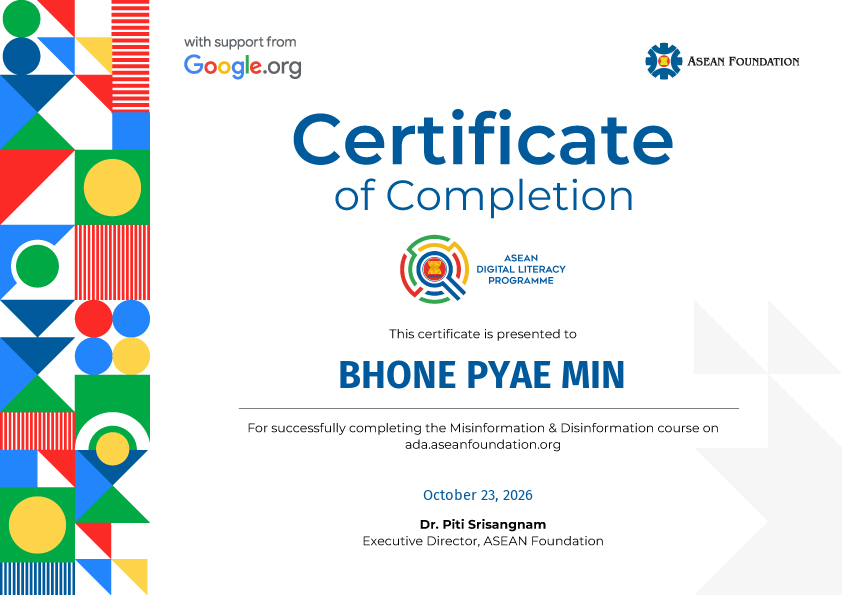 with support from
Google.org
ASEAN FOUNDATION
Certificate
of Completion
ASEAN
DIGITAL LITERACY
PROGRAMME
This certificate is presented to
BHONE PYAE MIN
For successfully completing the Misinformation & Disinformation course on
ada.aseanfoundation.org
October 23, 2026
Dr. Piti Srisangnam
Executive Director, ASEAN Foundation